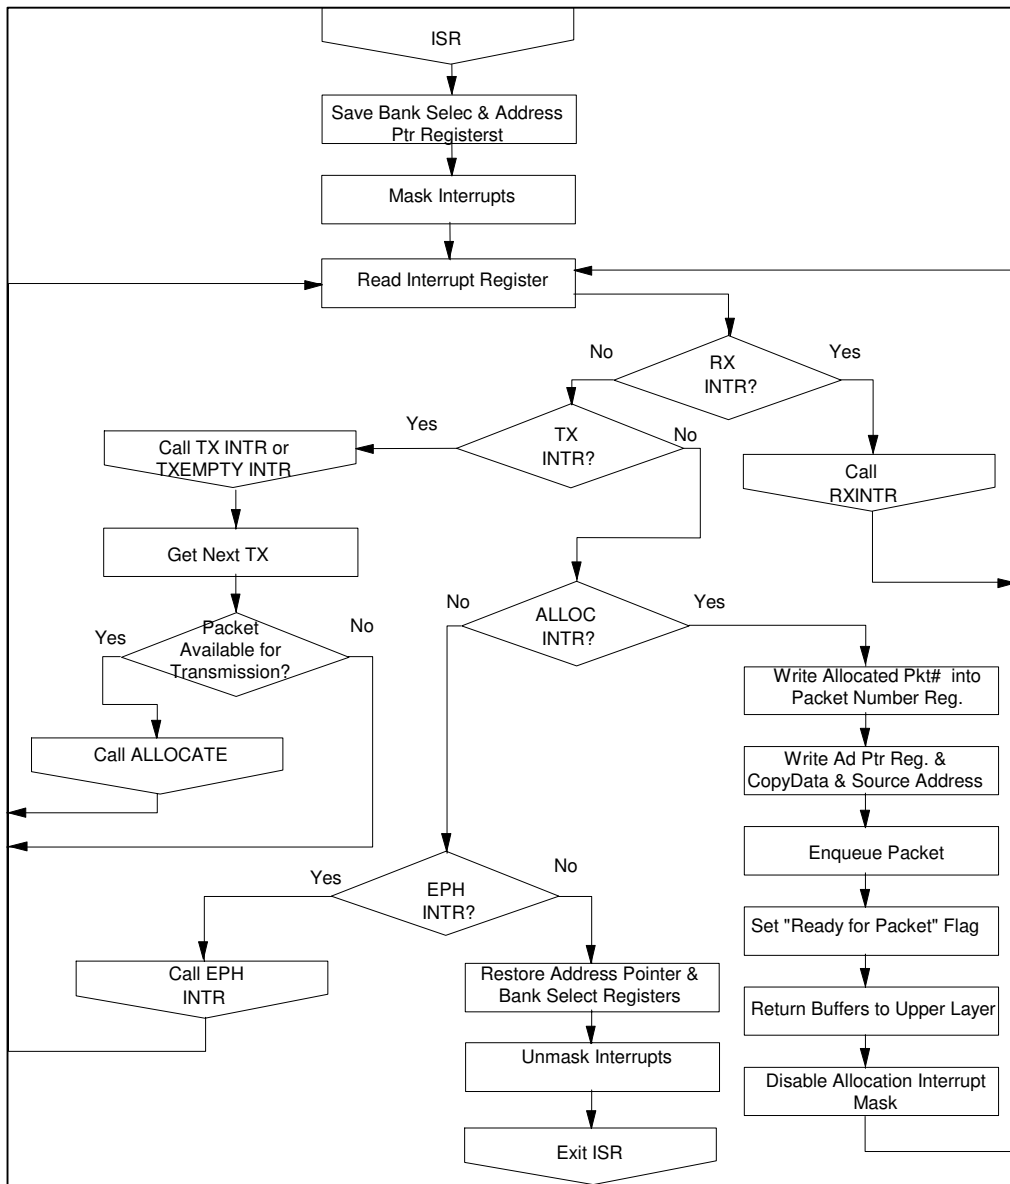 ISR
Save Bank Selec & Address
Ptr Registerst
Mask Interrupts
Read Interrupt Register
No
RX
INTR?
Yes
Yes
TX
INTR?
No
Call TX INTR or
TXEMPTY INTR
Call
RXINTR
Get Next TX
No
ALLOC
INTR?
Yes
Yes
Packet
Available for
Transmission?
No
Write Allocated Pkt# into
Packet Number Reg.
Call ALLOCATE
Write Ad Ptr Reg. &
CopyData & Source Address
Enqueue Packet
Yes
EPH
INTR?
No
Set "Ready for Packet" Flag
Call EPH
INTR
Restore Address Pointer &
Bank Select Registers
Return Buffers to Upper Layer
Unmask Interrupts
Disable Allocation Interrupt
Mask
Exit ISR